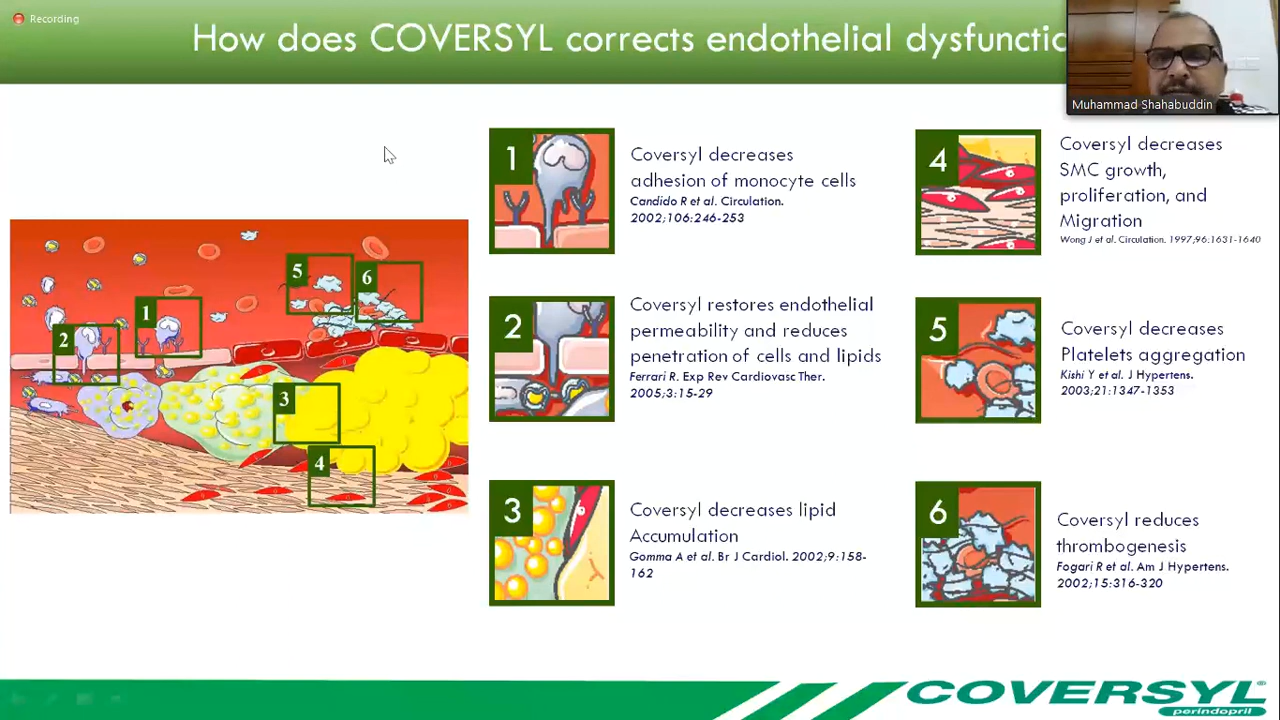 Recording
How does COVERSYL corrects endothelial
Muhammad Shahabuddin
1
Coversyl decreases
adhesion of monocyte cells
Candido R et al. Circulation.
2002;106:246-253
2
Coversyl restores endothelial
permeability and reduces
penetration of cells and lipids
Ferrari R. Exp Rev Cardiovasc Ther.
2005;3:15-29
3
Coversyl decreases lipid
Accumulation
Gomma A et al. Br J Cardiol. 2002;9:158-
162
4
Coversyl decreases
SMC growth,
proliferation, and
Migration
Wong J et al. Circulation. 1997;96:1631-1640
5
Coversyl decreases
Platelets aggregation
Kishi Y et al. J Hypertens.
2003;21:1347-1353
6
Coversyl reduces
thrombogenesis
Fogari R et al. Am J Hypertens.
2002;15:316-320
5
6
1
2
3
4
COVERSYL®
perindopril